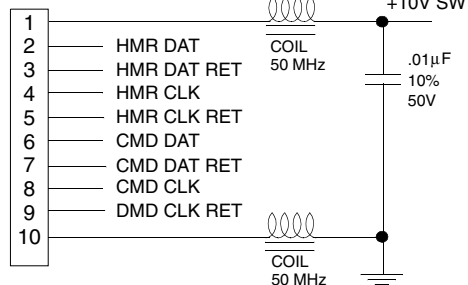 +10V SW
1
2 HMR DAT
COIL
50 MHz
3 HMR DAT RET
4 HMR CLK
5 HMR CLK RET
6 CMD DAT
7 CMD DAT RET
8 CMD CLK
9 DMD CLK RET
10
.01µF
10%
50V
COIL
50 MHz